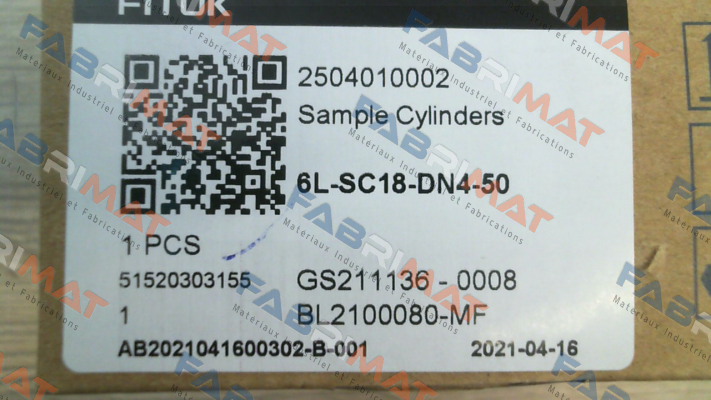 FITOK
2504010002
Sample Cylinders
6L-SC18-DN4-50
1 PCS
51520303155 GS211136 - 0008
1 BL2100080-MF
AB2021041600302-B-001 2021-04-16
FABRIMAT
Materiaux Industriel et Fabrications